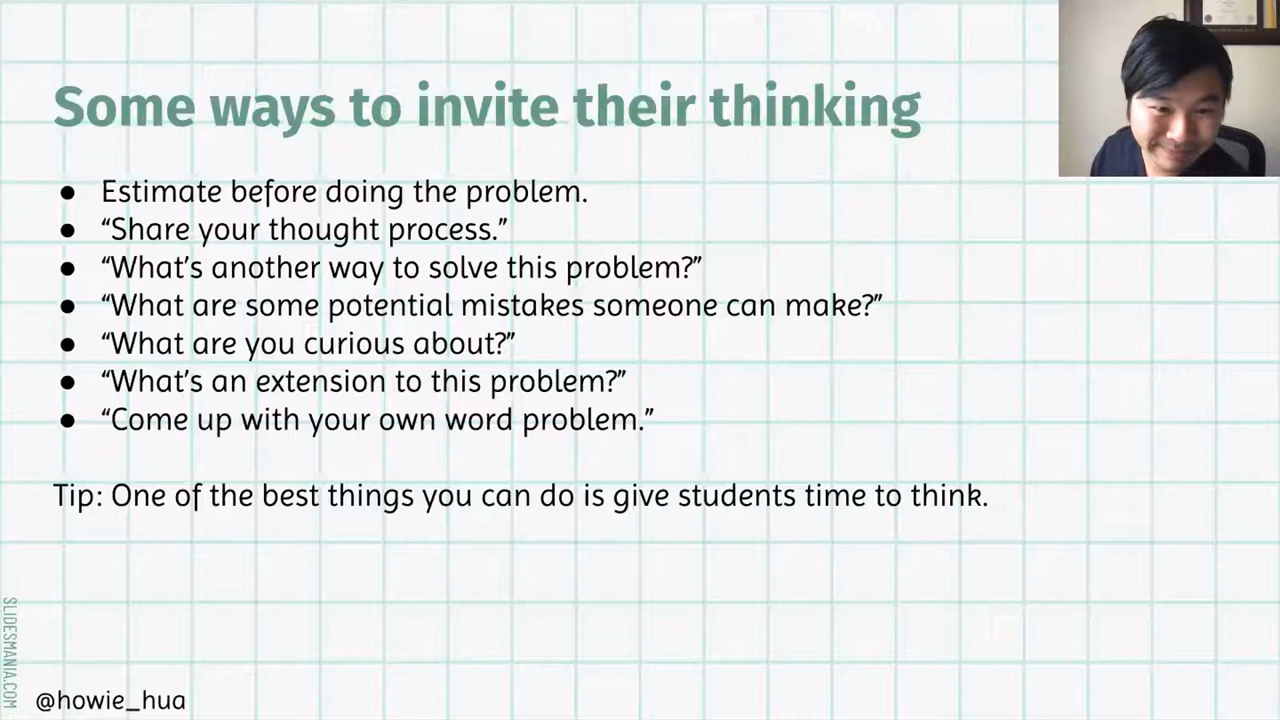 Some ways to invite their thinking
● Estimate before doing the problem.
● “Share your thought process.”
● “What’s another way to solve this problem?”
● “What are some potential mistakes someone can make?”
● “What are you curious about?”
● “What’s an extension to this problem?”
● “Come up with your own word problem.”
Tip: One of the best things you can do is give students time to think.
SLIDESMANIA.COM
@howie_hua